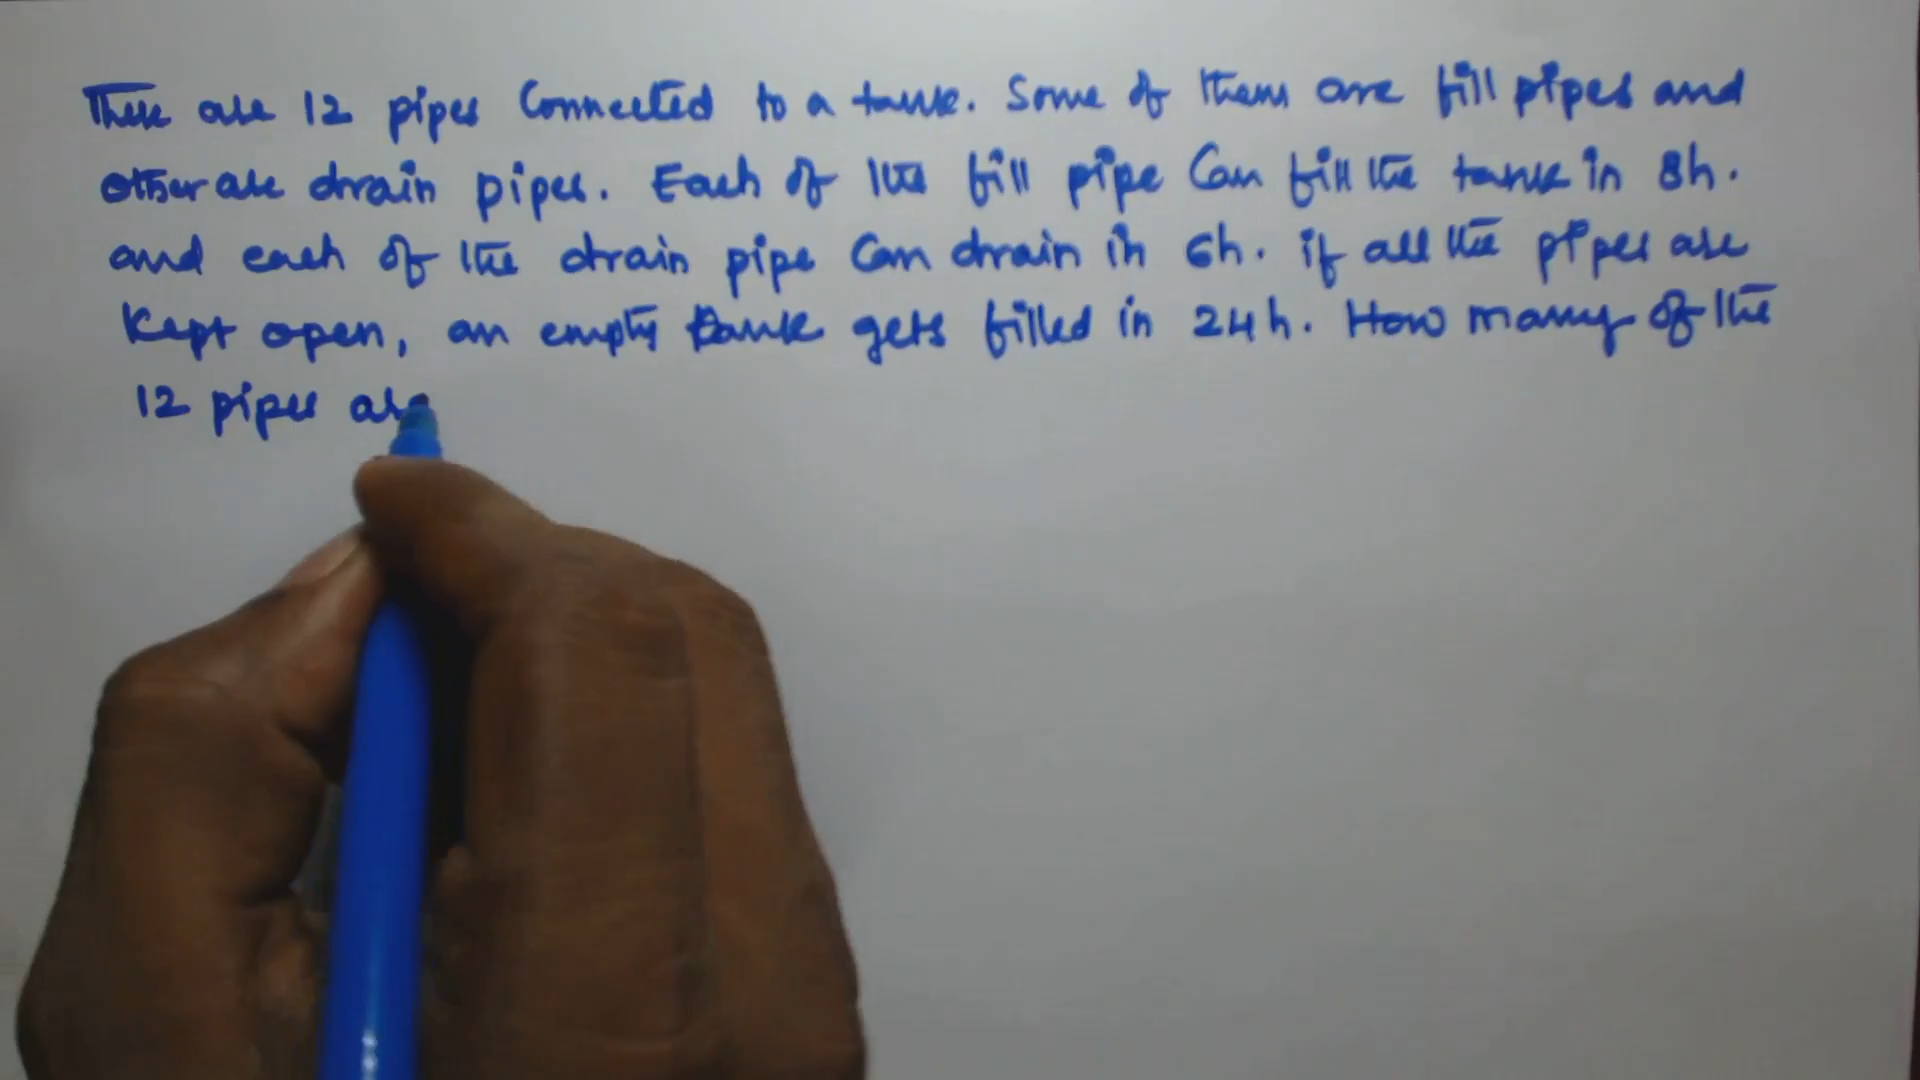 There are 12 pipes Connected to a tank. Some of them are fill pipes and
other are drain pipes. Each of the fill pipe Can fill the tank in 8h.
and each of the drain pipe Can drain in 6h. if all the pipes are
Kept open, an empty tank gets filled in 24h. How many of the
12 pipes are